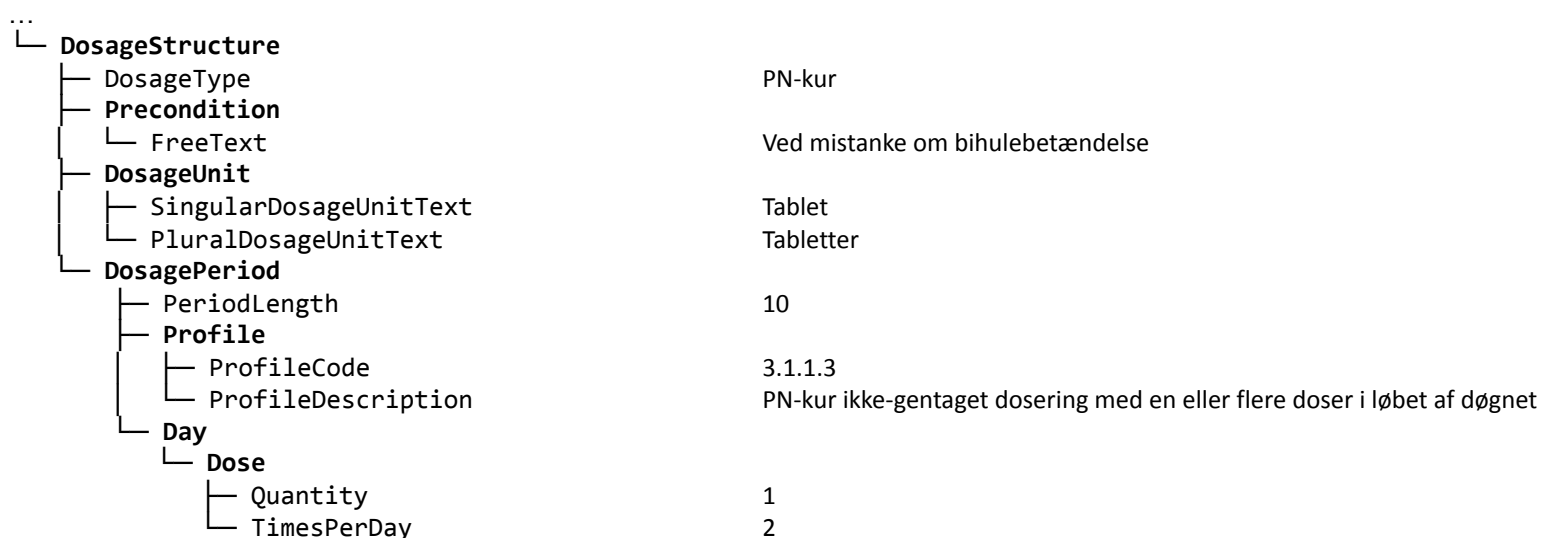 ...
DosageStructure
DosageType PN-kur
Precondition
FreeText Ved mistanke om bihulebetændelse
DosageUnit
SingularDosageUnitText Tablet
PluralDosageUnitText Tabletter
DosagePeriod
PeriodLength 10
Profile
ProfileCode 3.1.1.3
ProfileDescription PN-kur ikke-gentaget dosering med en eller flere doser i løbet af døgnet
Day
Dose
Quantity 1
TimesPerDay 2